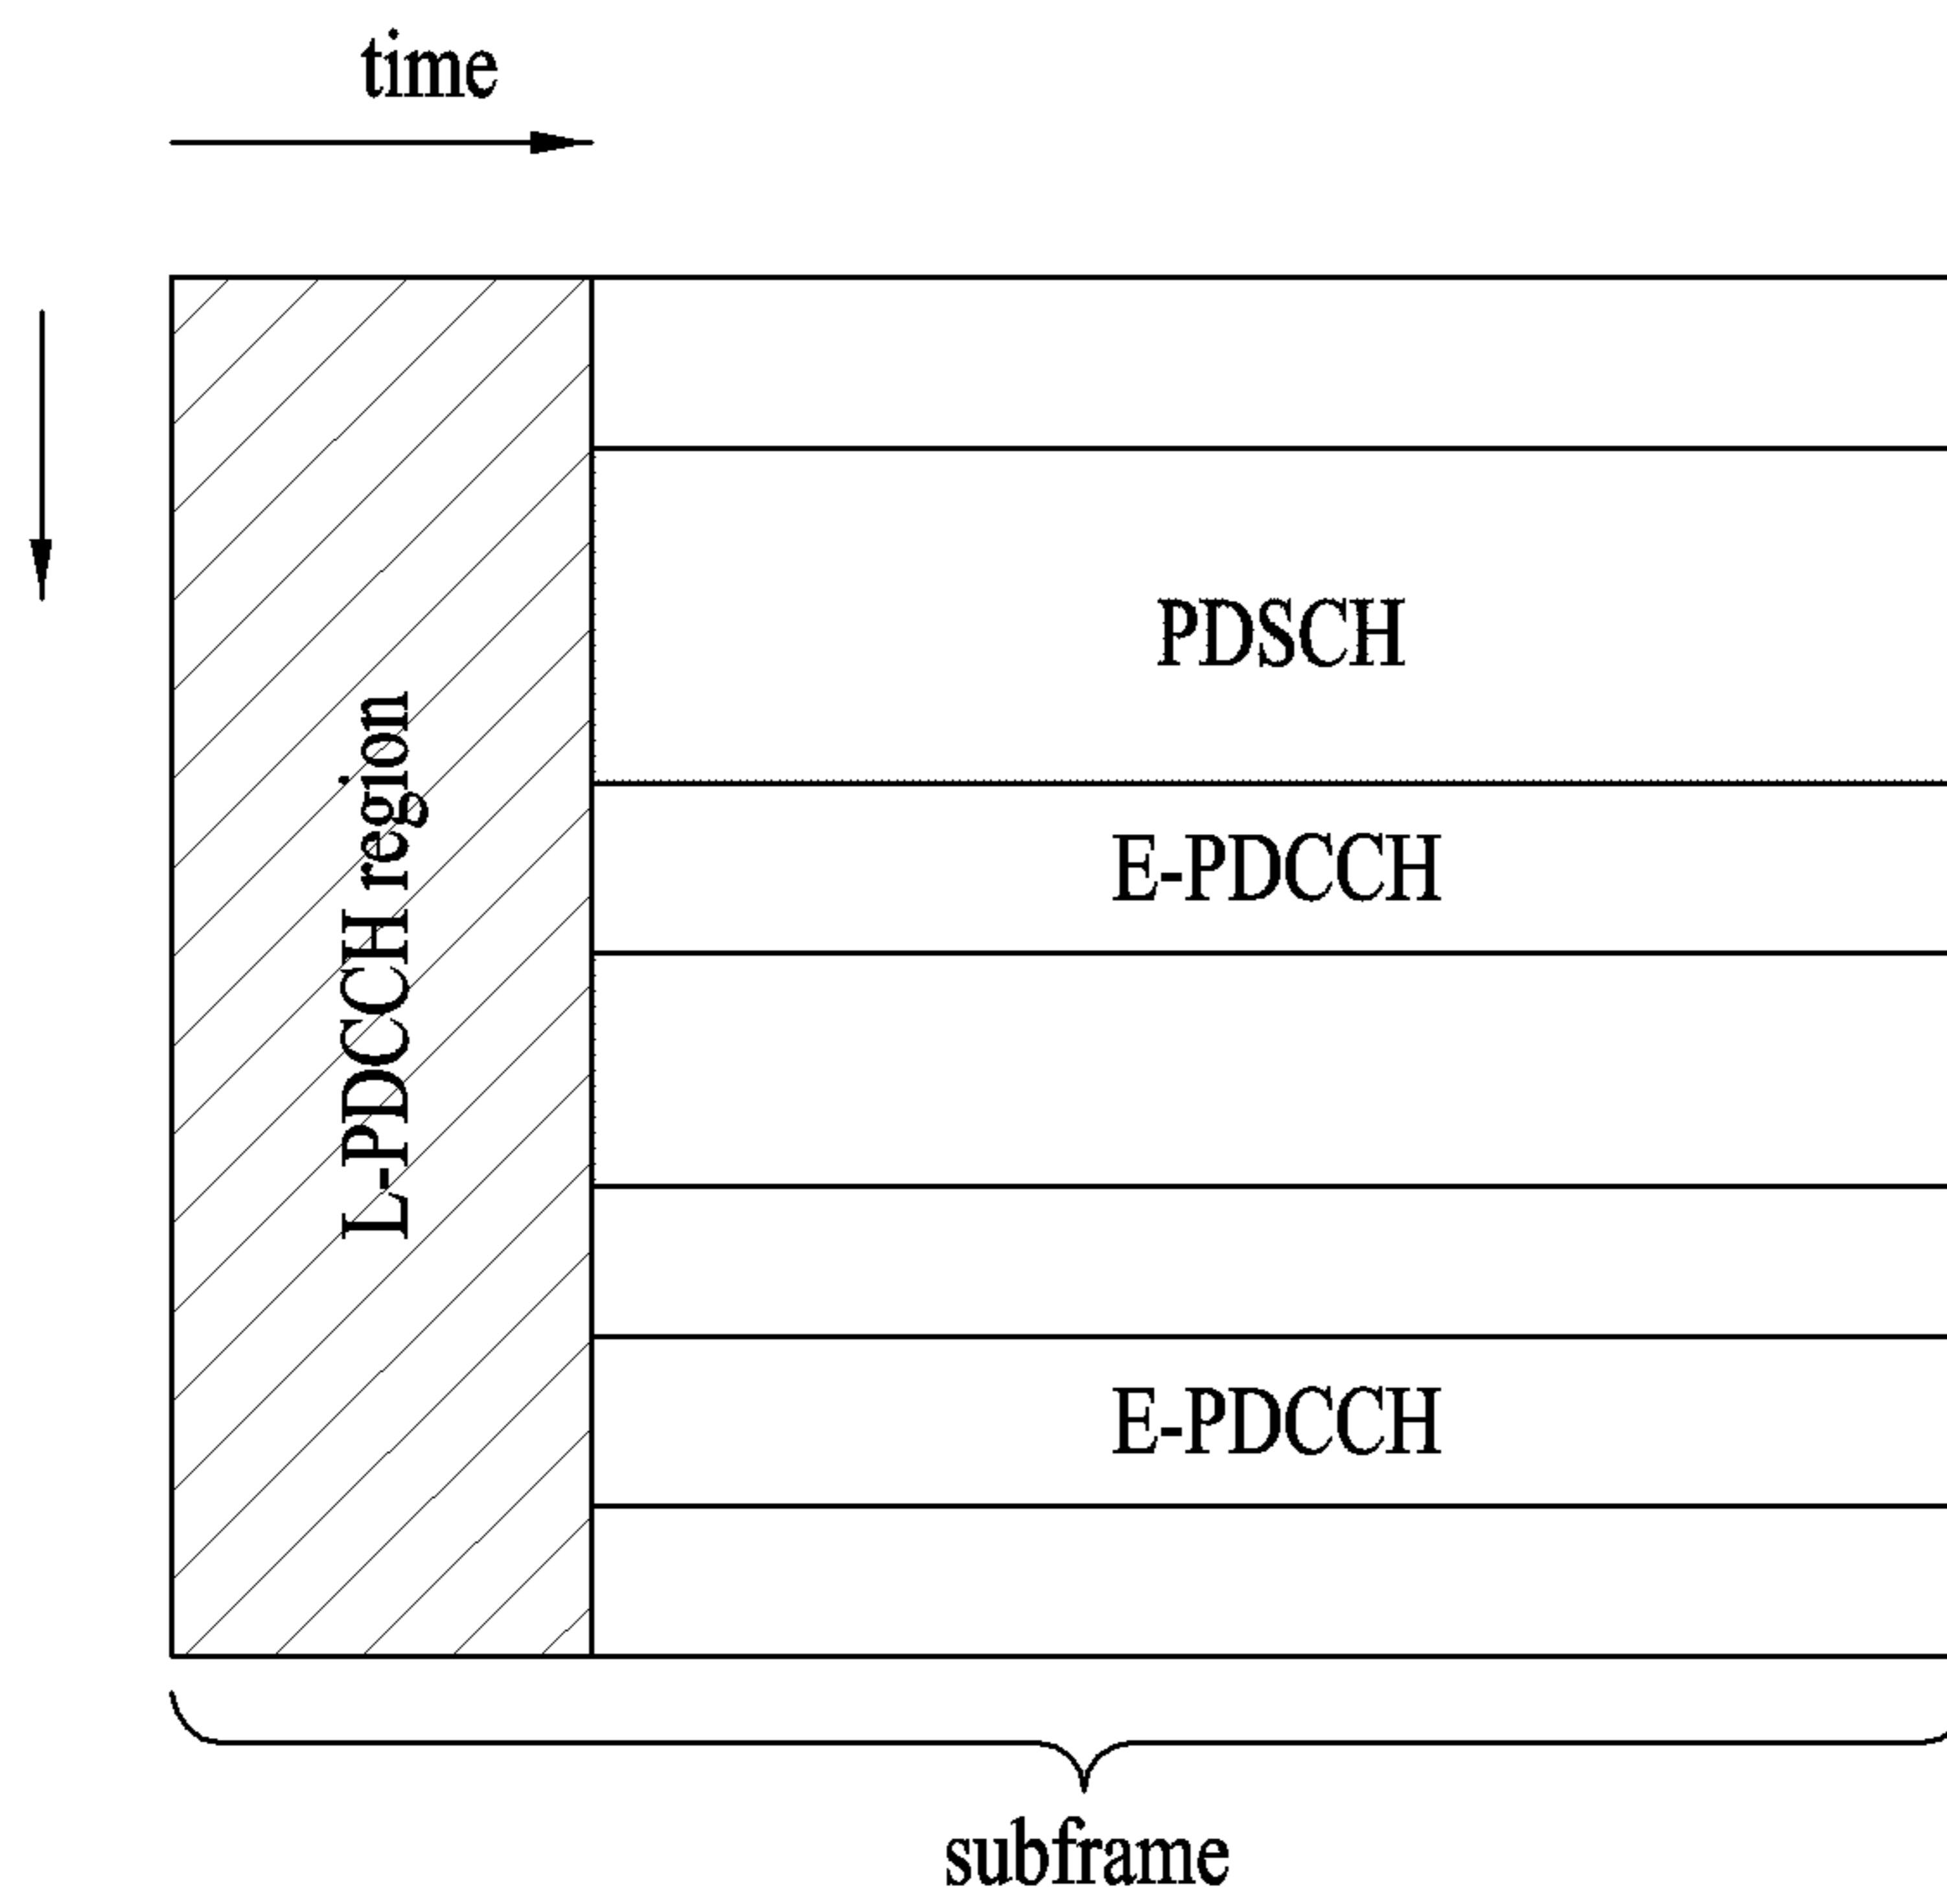 time
L-PDCCH region
PDSCH
E-PDCCH
E-PDCCH
subframe